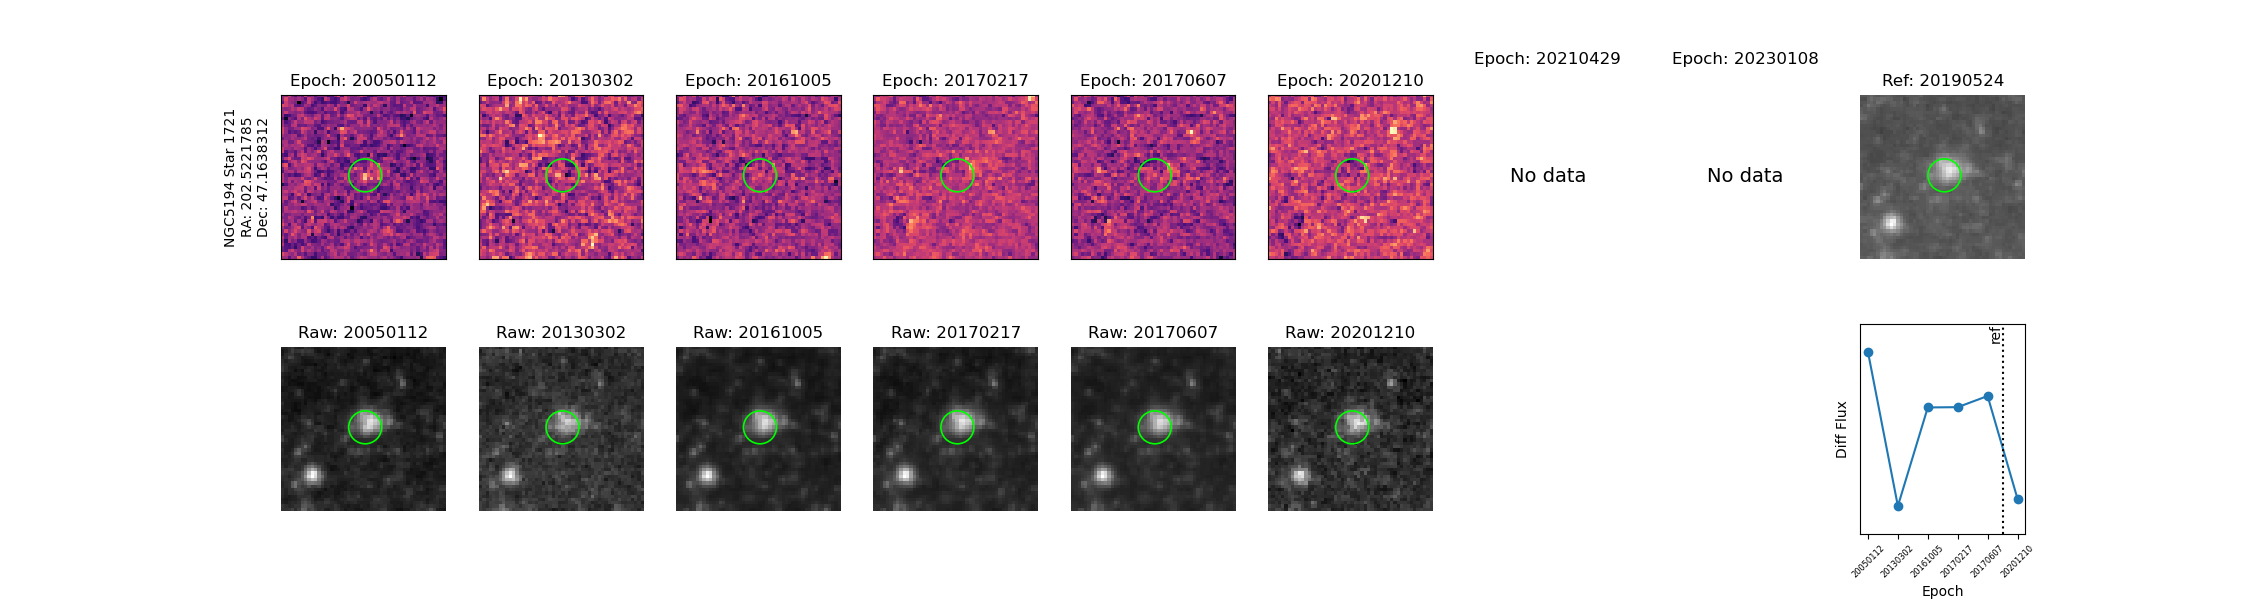 Epoch: 20210429
Epoch: 20230108
Epoch: 20050112
Epoch: 20130302
Epoch: 20161005
Epoch: 20170217
Epoch: 20170607
Epoch: 20201210
Ref: 20190524
NGC5194 Star 1721
RA: 202.5221785
Dec: 47.1638312
No data
No data
Raw: 20050112
Raw: 20130302
Raw: 20161005
Raw: 20170217
Raw: 20170607
Raw: 20201210
ref
Diff Flux
20050112
20130302
20161005
20170217
20170607
20201210
Epoch